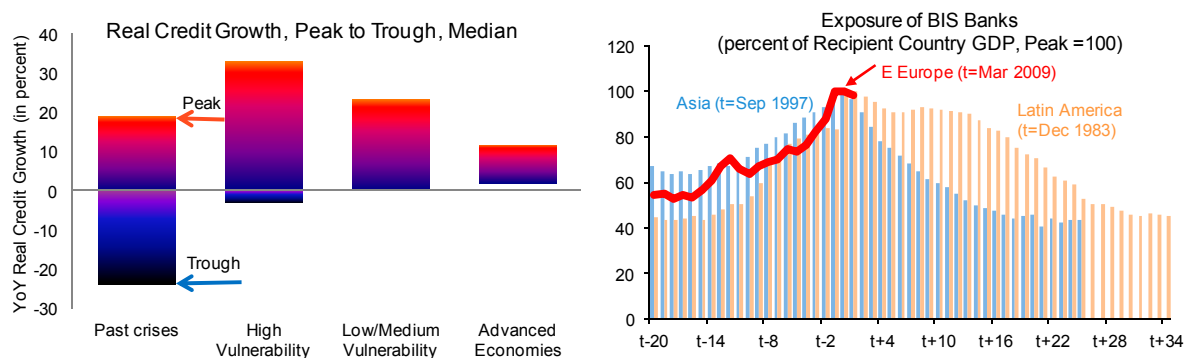 Real Credit Growth, Peak to Trough, Median
YoY Real Credit Growth (in percent)
40
30
20
10
0
-10
-20
-30
Peak
Trough
Past crises
High
Vulnerability
Low/Medium
Vulnerability
Advanced
Economies
Exposure of BIS Banks
(percent of Recipient Country GDP, Peak =100)
120
100
80
60
40
20
0
E Europe (t=Mar 2009)
Asia (t=Sep 1997)
Latin America
(t=Dec 1983)
t-20 t-14 t-8 t-2 t+4 t+10 t+16 t+22 t+28 t+34